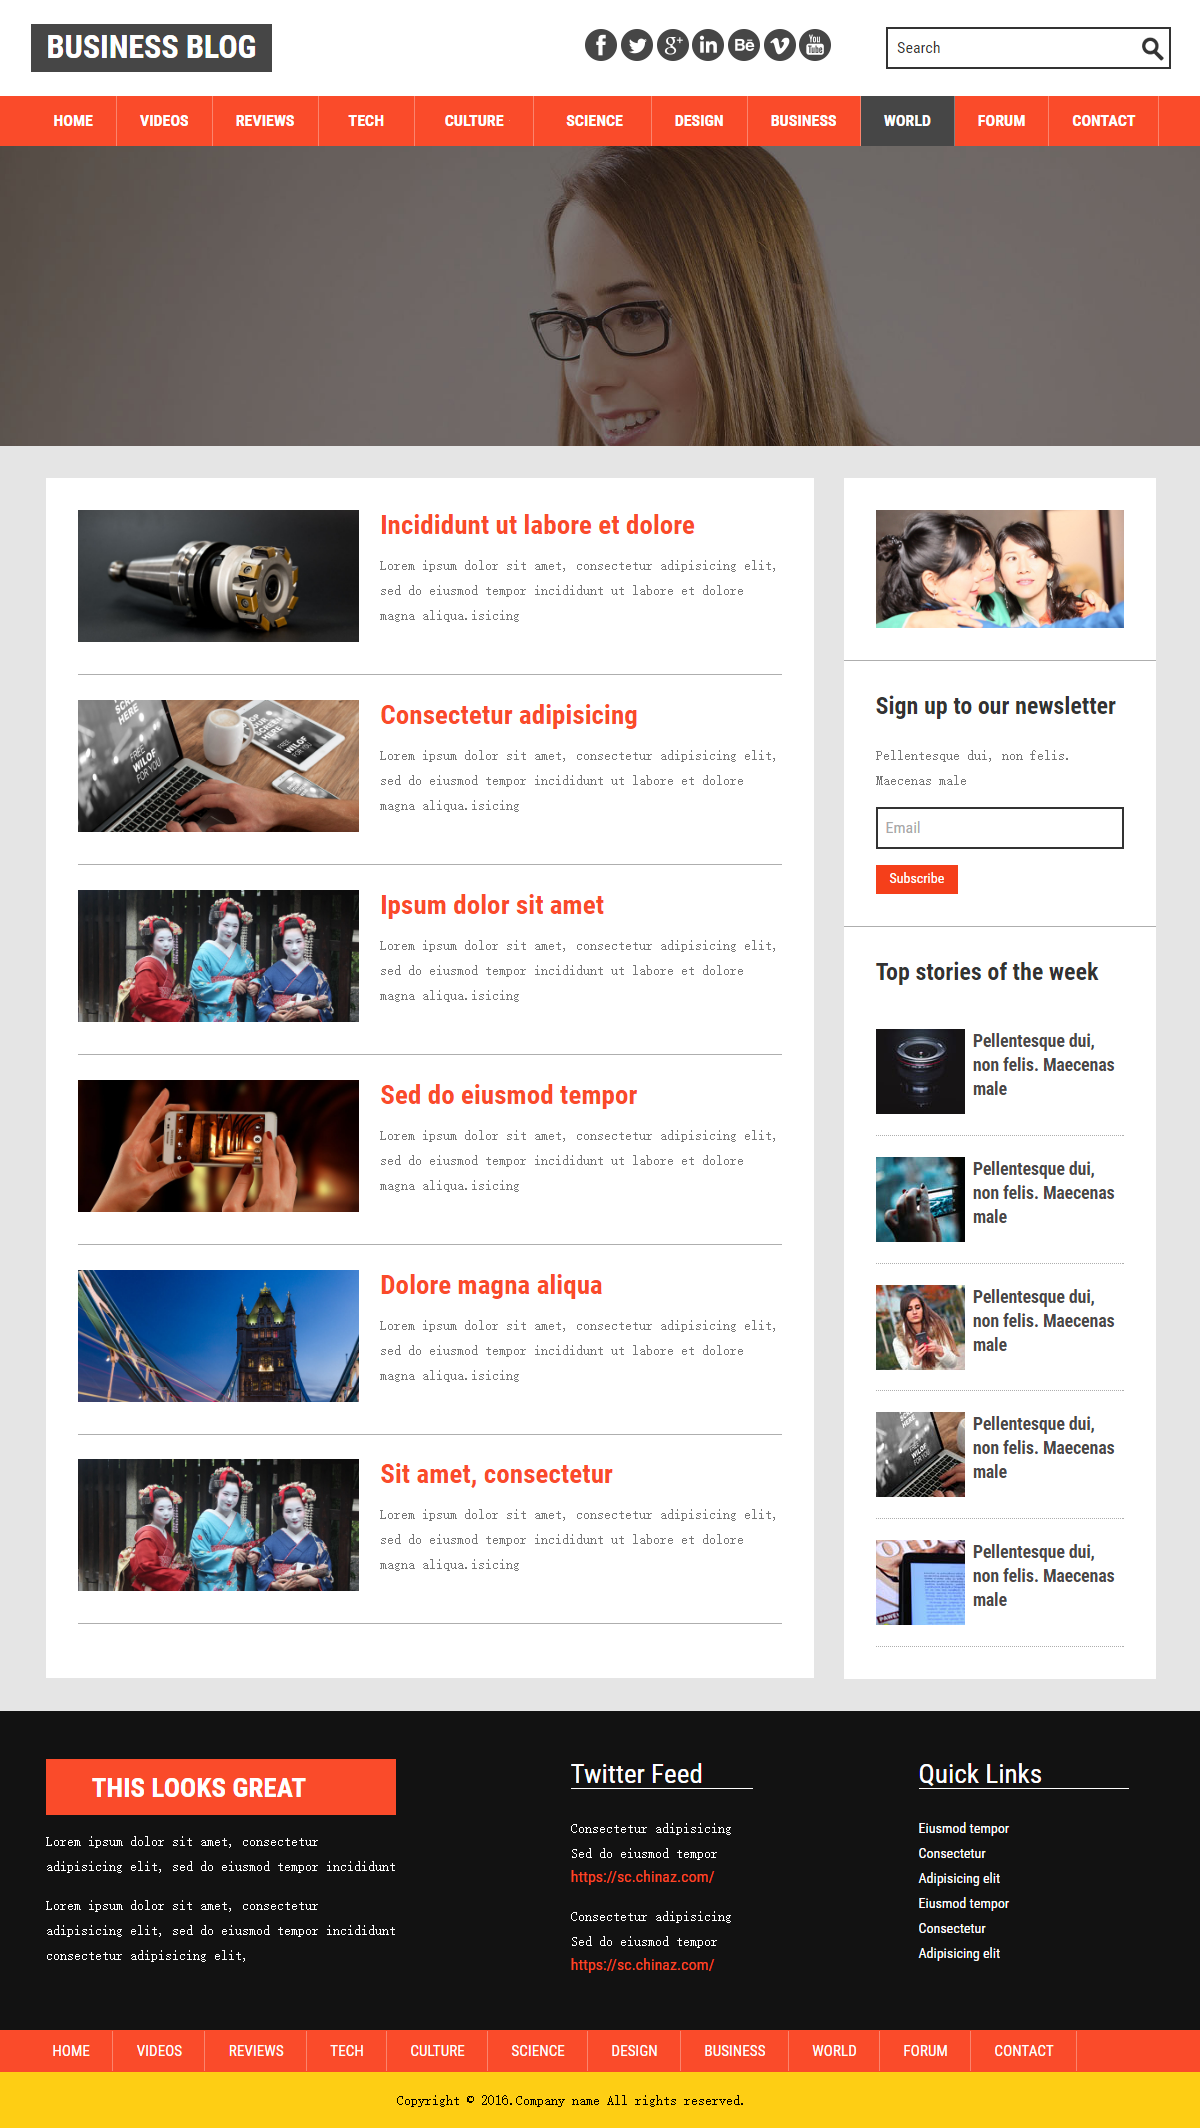 BUSINESS BLOG
Search
HOME VIDEOS REVIEWS TECH CULTURE SCIENCE DESIGN BUSINESS WORLD FORUM CONTACT
Incididunt ut labore et dolore
Lorem ipsum dolor sit amet, consectetur adipisicing elit,
sed do eiusmod tempor incididunt ut labore et dolore
magna aliqua.isicing
Consectetur adipisicing
Lorem ipsum dolor sit amet, consectetur adipisicing elit,
sed do eiusmod tempor incididunt ut labore et dolore
magna aliqua.isicing
Ipsum dolor sit amet
Lorem ipsum dolor sit amet, consectetur adipisicing elit,
sed do eiusmod tempor incididunt ut labore et dolore
magna aliqua.isicing
Sed do eiusmod tempor
Lorem ipsum dolor sit amet, consectetur adipisicing elit,
sed do eiusmod tempor incididunt ut labore et dolore
magna aliqua.isicing
Dolore magna aliqua
Lorem ipsum dolor sit amet, consectetur adipisicing elit,
sed do eiusmod tempor incididunt ut labore et dolore
magna aliqua.isicing
Sit amet, consectetur
Lorem ipsum dolor sit amet, consectetur adipisicing elit,
sed do eiusmod tempor incididunt ut labore et dolore
magna aliqua.isicing
Sign up to our newsletter
Pellentesque dui, non felis.
Maecenas male
Email
Subscribe
Top stories of the week
Pellentesque dui,
non felis. Maecenas
male
Pellentesque dui,
non felis. Maecenas
male
Pellentesque dui,
non felis. Maecenas
male
Pellentesque dui,
non felis. Maecenas
male
Pellentesque dui,
non felis. Maecenas
male
THIS LOOKS GREAT
Lorem ipsum dolor sit amet, consectetur
adipisicing elit, sed do eiusmod tempor incididunt
Lorem ipsum dolor sit amet, consectetur
adipisicing elit, sed do eiusmod tempor incididunt
consectetur adipisicing elit,
Twitter Feed
Consectetur adipisicing
Sed do eiusmod tempor
https://sc.chinaz.com/
Consectetur adipisicing
Sed do eiusmod tempor
https://sc.chinaz.com/
Quick Links
Eiusmod tempor
Consectetur
Adipisicing elit
Eiusmod tempor
Consectetur
Adipisicing elit
HOME VIDEOS REVIEWS TECH CULTURE SCIENCE DESIGN BUSINESS WORLD FORUM CONTACT
Copyright © 2016.Company name All rights reserved.